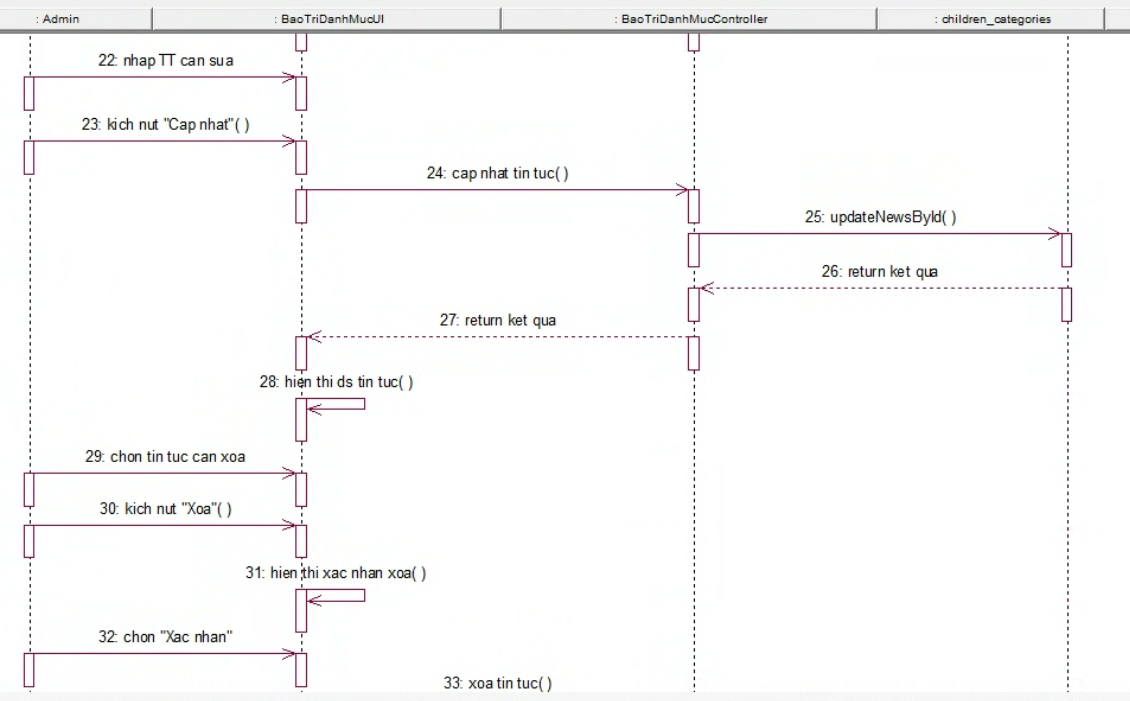 : Admin
: BaoTriDanhMucUI
: BaoTriDanhMucController
: children_categories
22: nhap TT can sua
23: kich nut "Cap nhat"( )
24: cap nhat tin tuc( )
25: updateNewsById( )
26: return ket qua
27: return ket qua
28: hien thi ds tin tuc( )
29: chon tin tuc can xoa
30: kich nut "Xoa"( )
31: hien thi xac nhan xoa( )
32: chon "Xac nhan"
33: xoa tin tuc( )